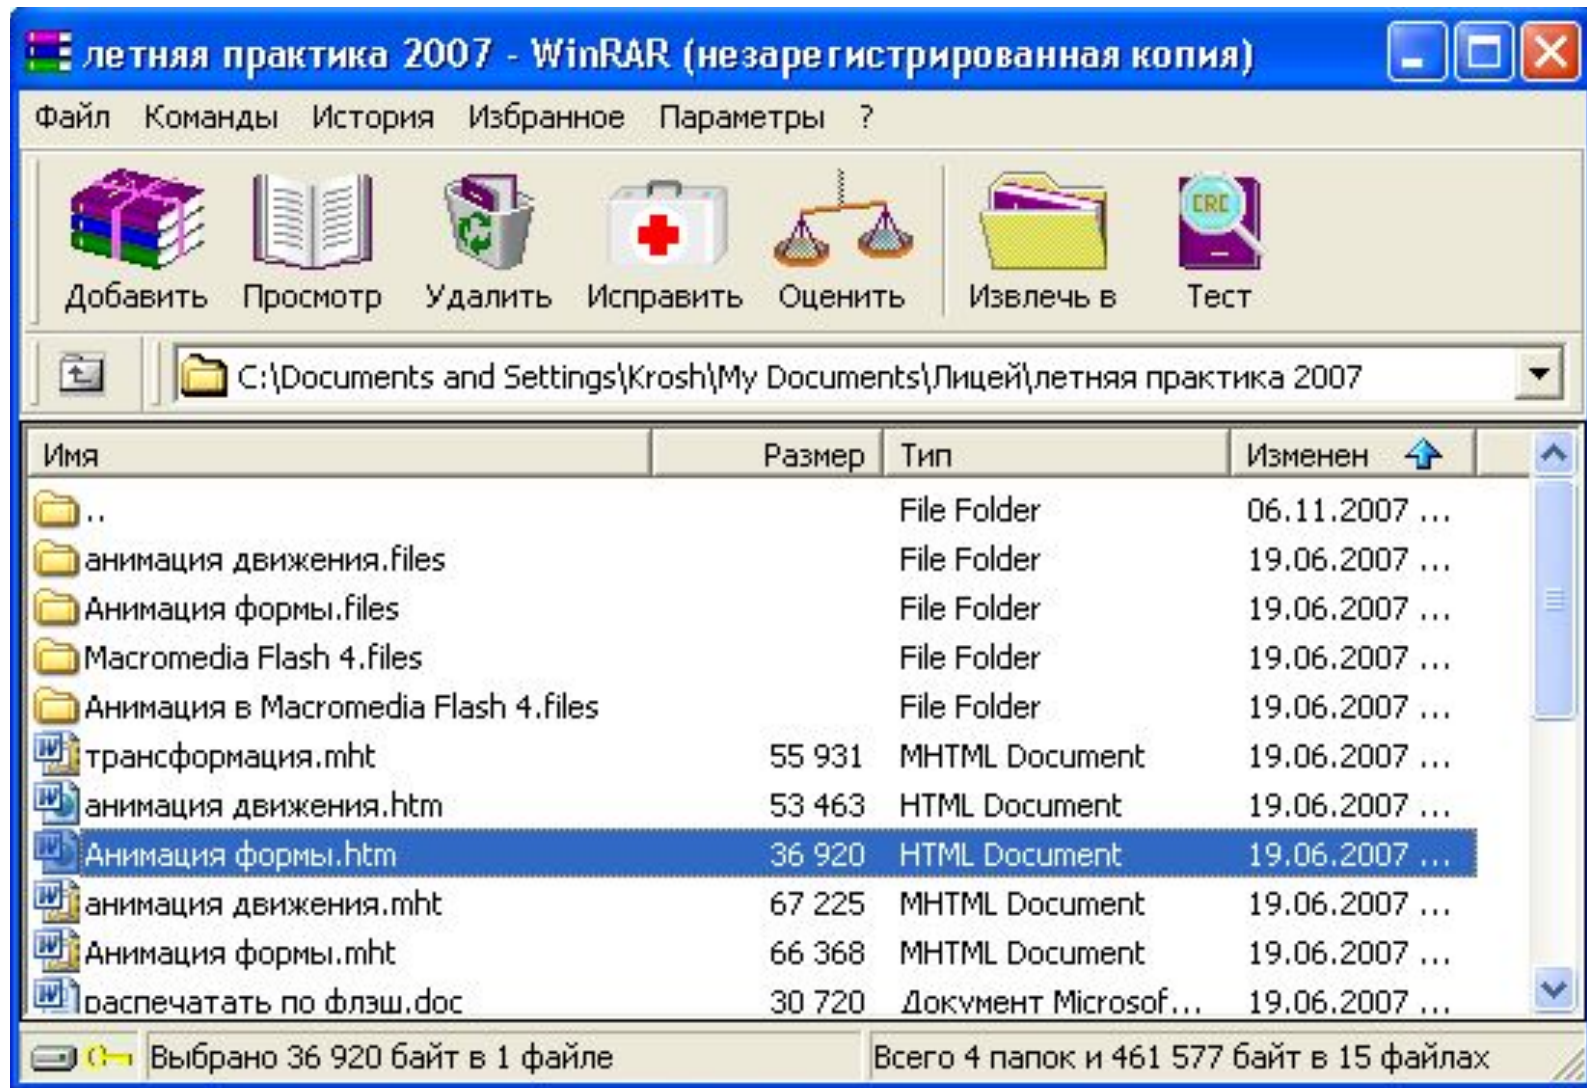 летняя практика 2007 - WinRAR (незарегистрированная копия)
Файл Команды История Избранное Параметры ?
CRC
Добавить Просмотр Удалить Исправить Оценить Извлечь в Тест
C:\Documents and Settings\Krosh\My Documents\Лицей\летняя практика 2007
Имя Размер Тип Изменен
.. File Folder 06.11.2007 ...
анимация движения.files File Folder 19.06.2007 ...
Анимация формы.files File Folder 19.06.2007 ...
Macromedia Flash 4.files File Folder 19.06.2007 ...
Анимация в Macromedia Flash 4.files File Folder 19.06.2007 ...
трансформация.mht 55 931 MHTML Document 19.06.2007 ...
анимация движения.htm 53 463 HTML Document 19.06.2007 ...
Анимация формы.htm 36 920 HTML Document 19.06.2007 ...
анимация движения.mht 67 225 MHTML Document 19.06.2007 ...
Анимация формы.mht 66 368 MHTML Document 19.06.2007 ...
распечатать по флэш.doc 30 720 Документ Microsof... 19.06.2007 ...
Выбрано 36 920 байт в 1 файле Всего 4 папок и 461 577 байт в 15 файлах